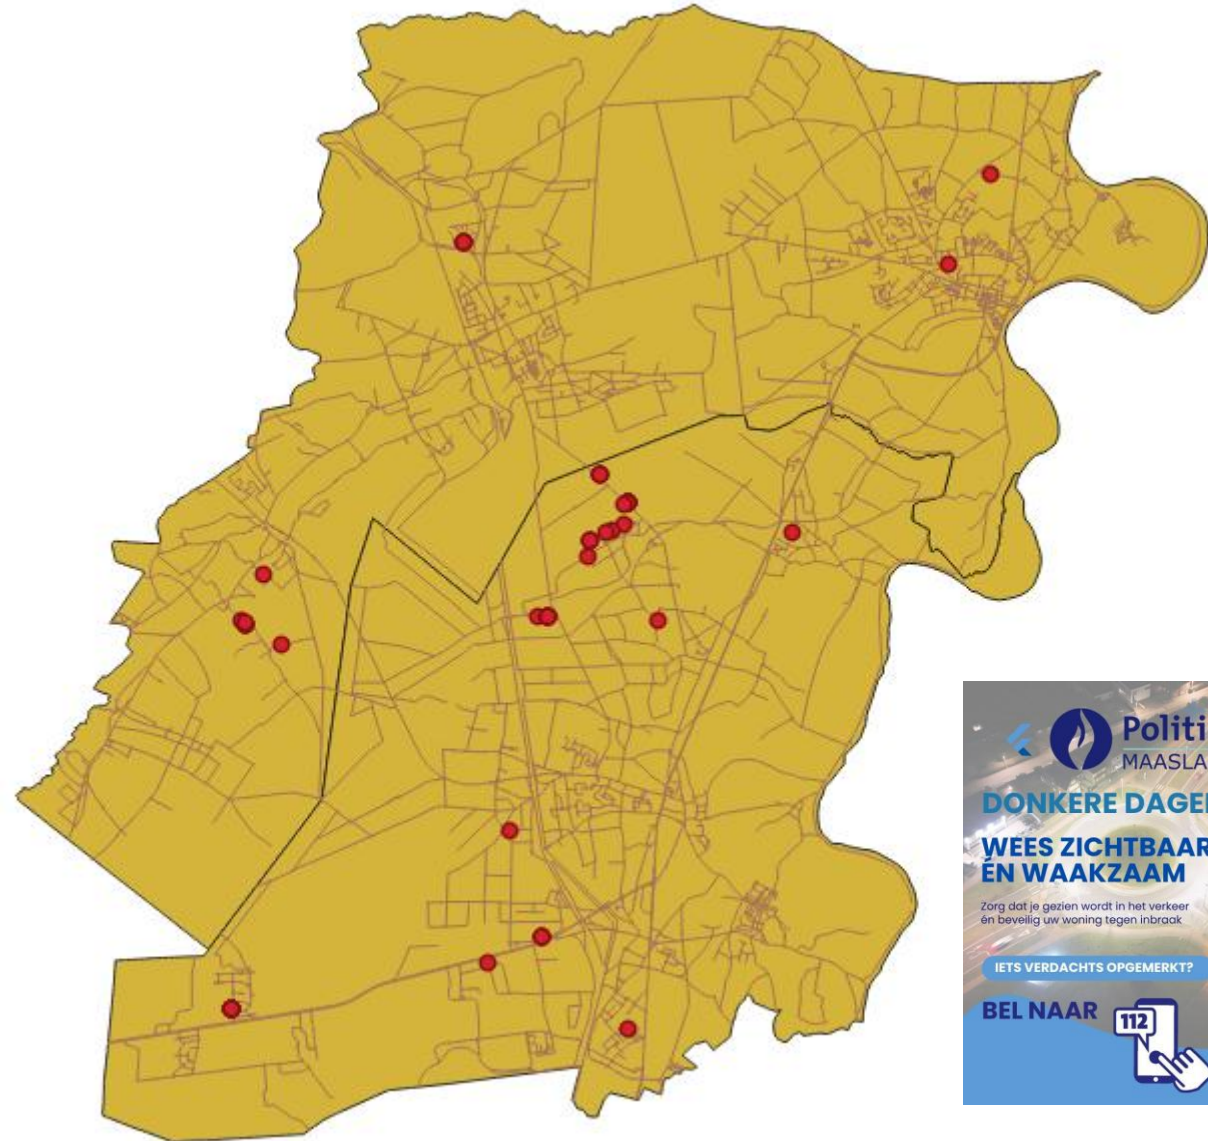 Politi
MAASLA
DONKERE DAGE
WEES ZICHTBAAR
ÉN WAAKZAAM
Zorg dat je gezien wordt in het verkeer
én beveilig uw woning tegen inbraak
IETS VERDACHTS OPGEMERKT?
BEL NAAR
112